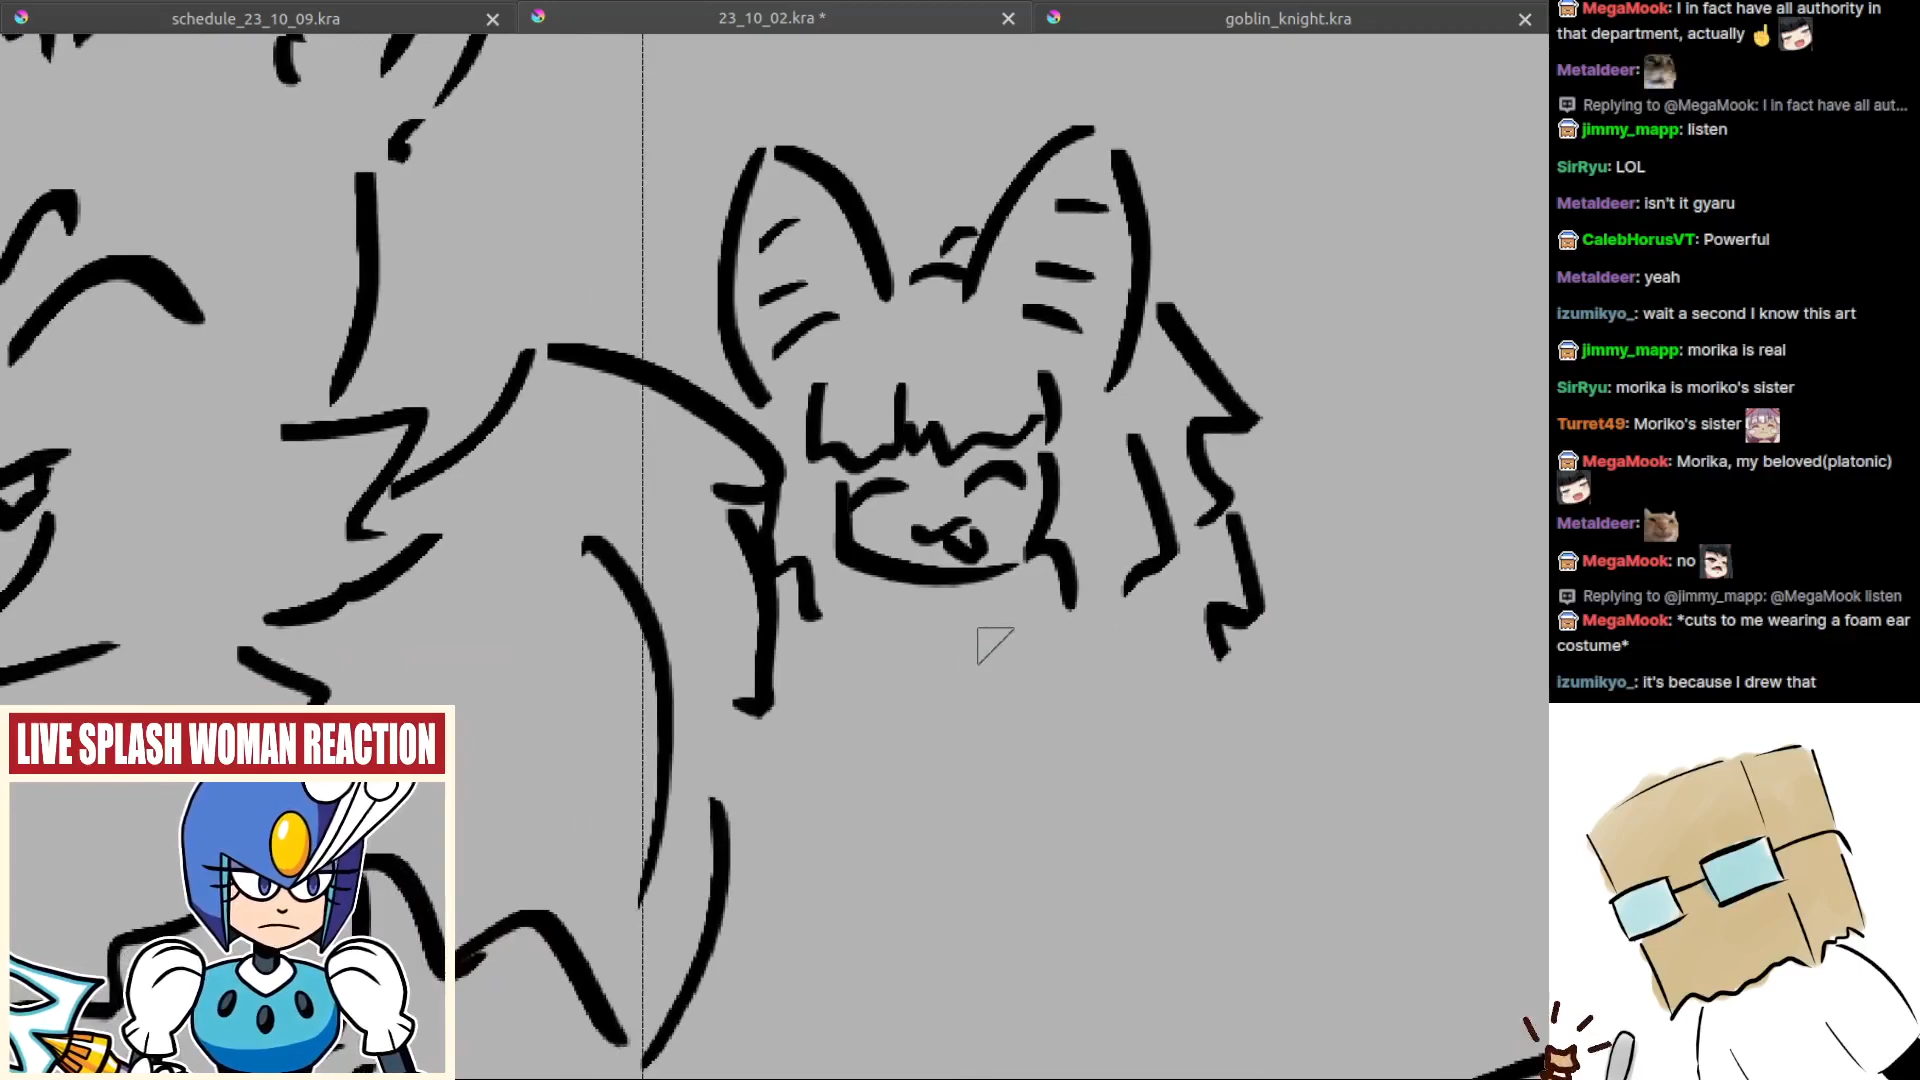 schedule_23_10_09.kra
23_10_02.kra *
goblin_knight.kra
MegaMook: I in fact have all authority in
that department, actually
Metaldeer:
Replying to @MegaMook: I in fact have all aut...
jimmy_mapp: listen
SirRyu: LOL
Metaldeer: isn't it gyaru
CalebHorusVT: Powerful
Metaldeer: yeah
izumikyo_: wait a second I know this art
jimmy_mapp: morika is real
SirRyu: morika is moriko's sister
Turret49: Moriko's sister
MegaMook: Morika, my beloved(platonic)
Metaldeer:
MegaMook: no
Replying to @jimmy_mapp: @MegaMook listen
MegaMook: *cuts to me wearing a foam ear
costume*
izumikyo_: it's because I drew that
LIVE SPLASH WOMAN REACTION